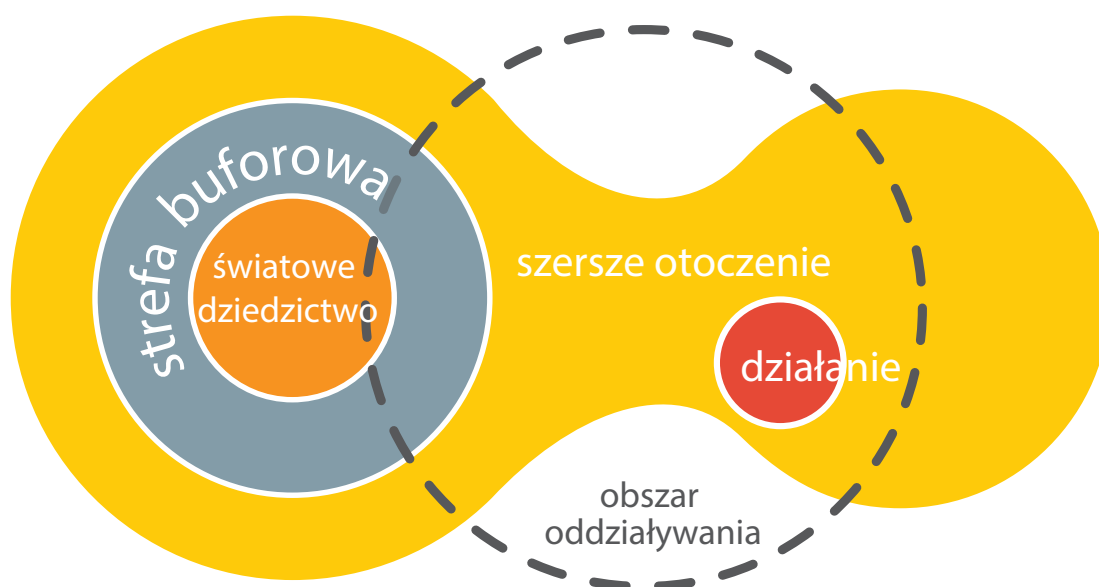 strefa buforowa
światowe
dziedzictwo
szersze otoczenie
działanie
obszar
oddziaływania